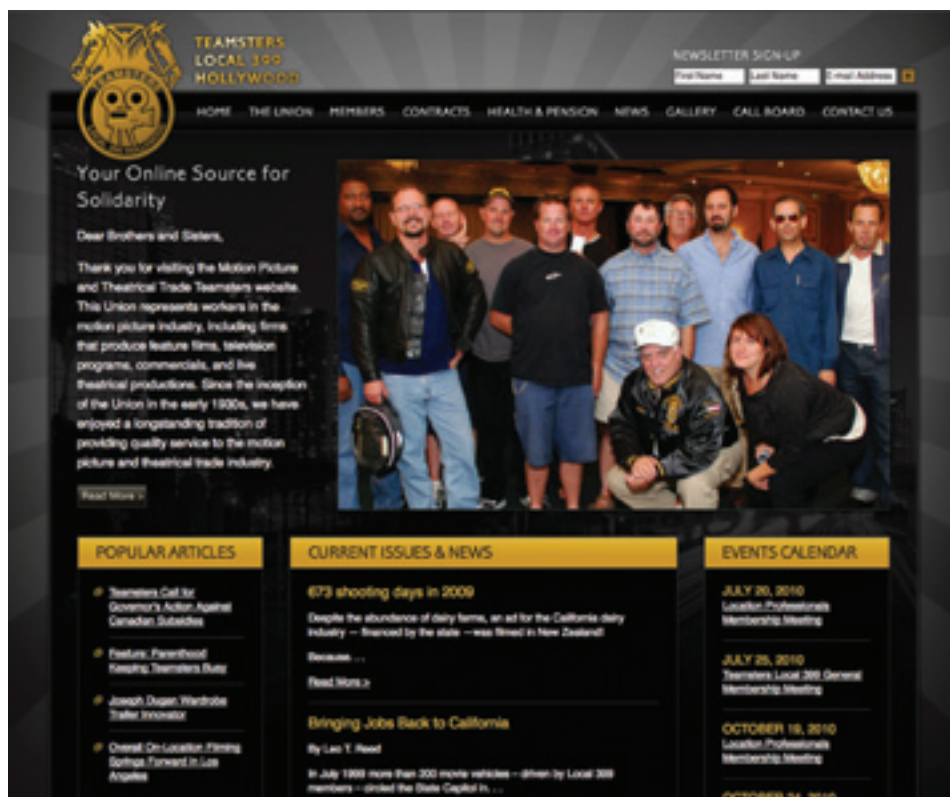 TEAMSTERS
LOCAL 399
HOLLYWOOD
NEWSLETTER SIGN-UP
First Name
Last Name
E-mail Address
TEAMSTERS
HOME
THE UNION
MEMBERS
CONTRACTS
HEALTH & PENSION
NEWS
GALLERY
CALL BOARD
CONTACT US
Your Online Source for
Solidarity
Dear Brothers and Sisters,
Thank you for visiting the Motion Picture
and Theatrical Trade Teamsters website.
This Union represents workers in the
motion picture industry, including firms
that produce feature films, television
programs, commercials, and live
theatrical productions. Since the inception
of the Union in the early 1930s, we have
enjoyed a longstanding tradition of
providing quality service to the motion
picture and theatrical trade industry.
Read More >
POPULAR ARTICLES
Teamsters Call for
Governor's Action Against
Canadian Subsidies
Feature: Parenthood
Keeping Teamsters Busy
Joseph Dugan Wardrobe
Trailer Innovator
Overall On-Location Filming
Springs Forward in Los
Angeles
CURRENT ISSUES & NEWS
673 shooting days in 2009
Despite the abundance of dairy farms, an ad for the California dairy
industry — financed by the state — was filmed in New Zealand!
Because . . .
Read More >
Bringing Jobs Back to California
By Leo T. Reed
In July 1999 more than 200 movie vehicles – driven by Local 399
members – circled the State Capitol in. . .
EVENTS CALENDAR
JULY 20, 2010
Location Professionals
Membership Meeting
JULY 25, 2010
Teamsters Local 399 General
Membership Meeting
OCTOBER 19, 2010
Location Professionals
Membership Meeting
OCTOBER 24, 2010